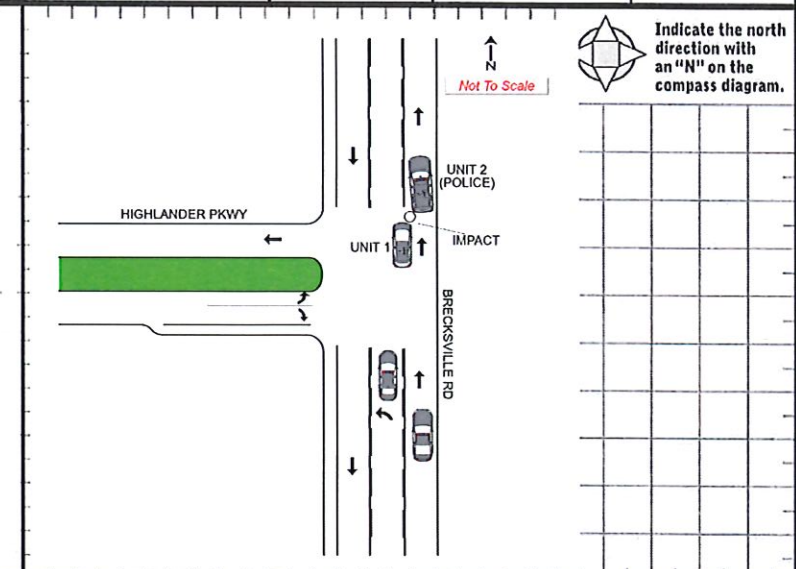 Indicate the north
direction with
an "N" on the
compass diagram.
N
Not To Scale
UNIT 2
(POLICE)
HIGHLANDER PKWY
UNIT 1
IMPACT
BRECKSVILLE RD